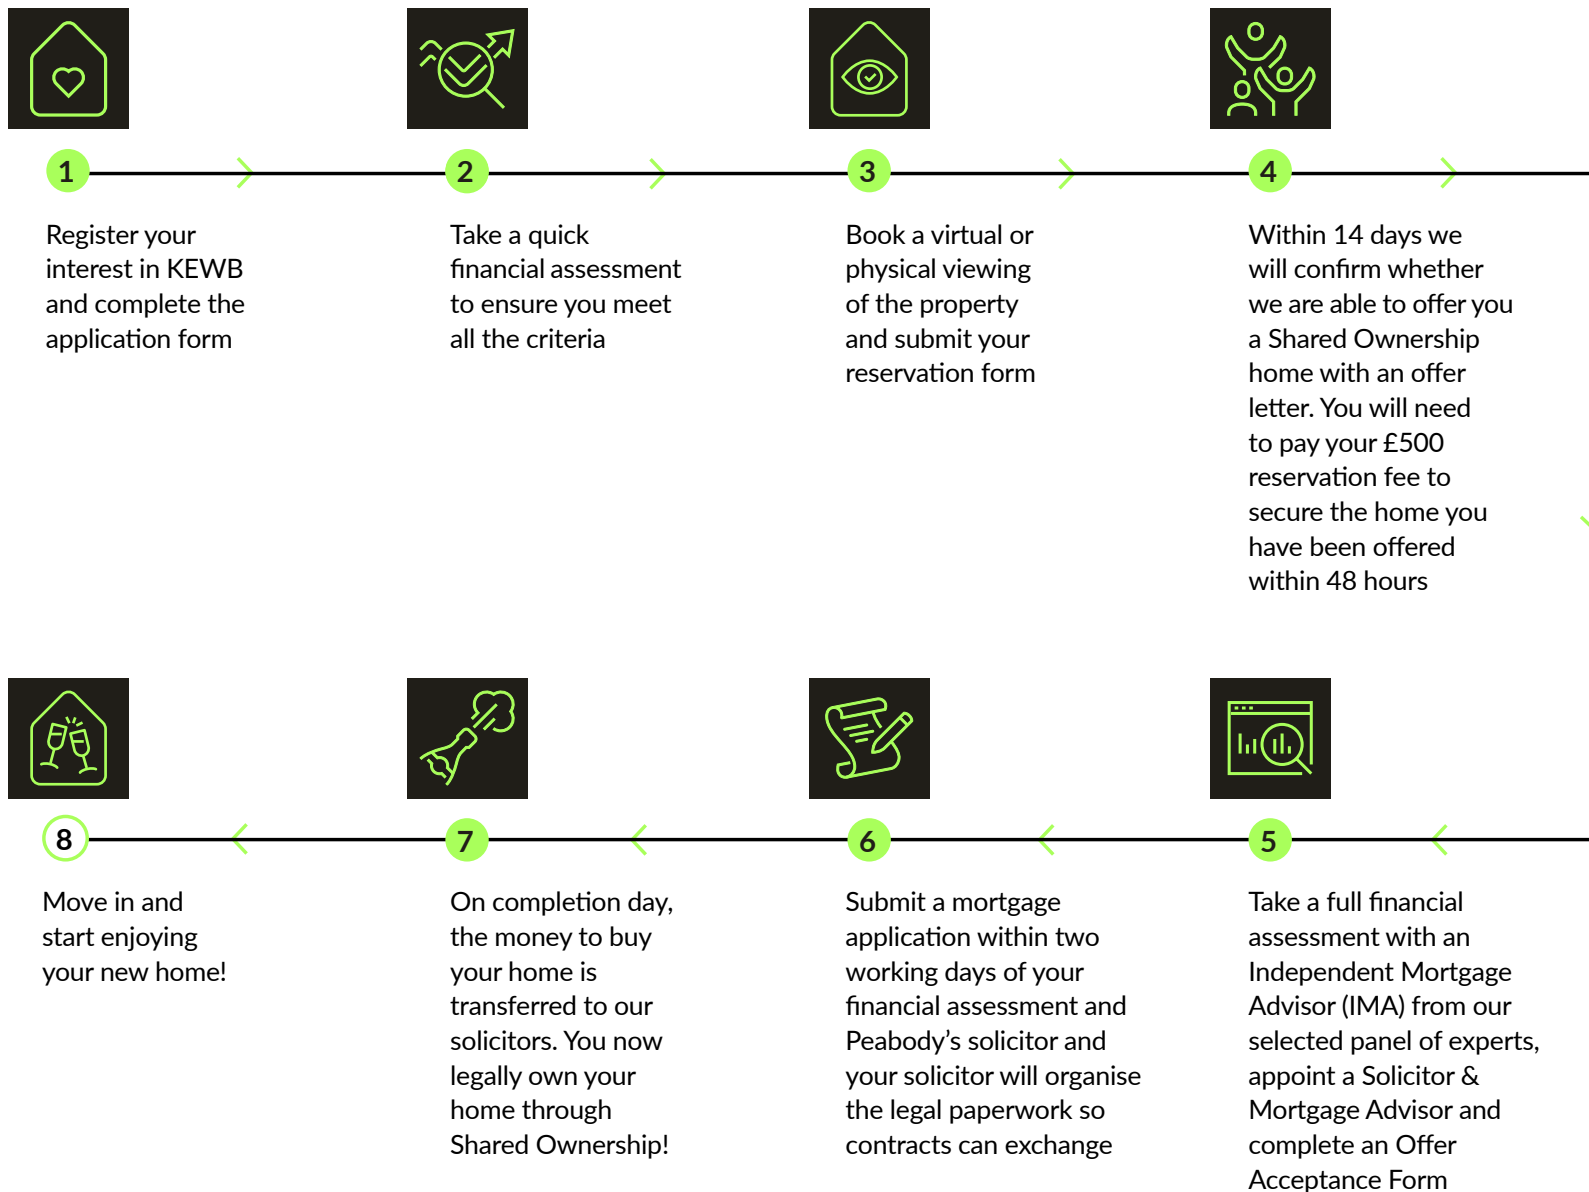 1
Register your
interest in KEWB
and complete the
application form
2
Take a quick
financial assessment
to ensure you meet
all the criteria
3
Book a virtual or
physical viewing
of the property
and submit your
reservation form
4
Within 14 days we
will confirm whether
we are able to offer you
a Shared Ownership
home with an offer
letter. You will need
to pay your £500
reservation fee to
secure the home you
have been offered
within 48 hours
5
Take a full financial
assessment with an
Independent Mortgage
Advisor (IMA) from our
selected panel of experts,
appoint a Solicitor &
Mortgage Advisor and
complete an Offer
Acceptance Form
6
Submit a mortgage
application within two
working days of your
financial assessment and
Peabody’s solicitor and
your solicitor will organise
the legal paperwork so
contracts can exchange
7
On completion day,
the money to buy
your home is
transferred to our
solicitors. You now
legally own your
home through
Shared Ownership!
8
Move in and
start enjoying
your new home!